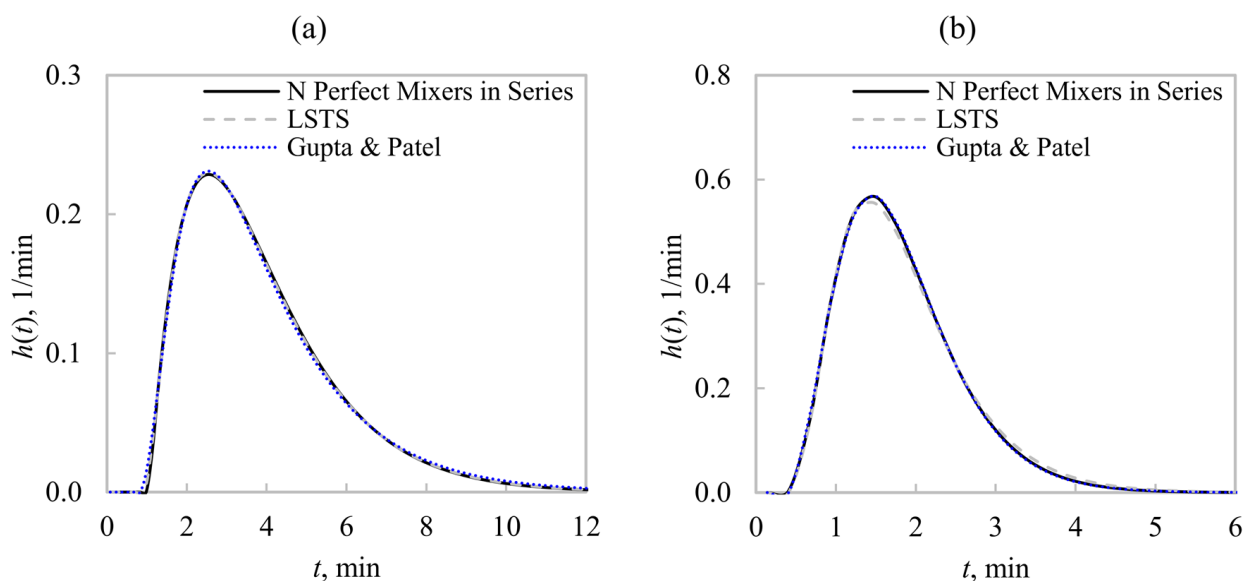 (a)
0.3
0.2
0.1
0.0
h(t), 1/min
N Perfect Mixers in Series
LSTS
Gupta & Patel
0 2 4 6 8 10 12
t, min
(b)
0.8
0.6
0.4
0.2
0.0
h(t), 1/min
N Perfect Mixers in Series
LSTS
Gupta & Patel
0 1 2 3 4 5 6
t, min